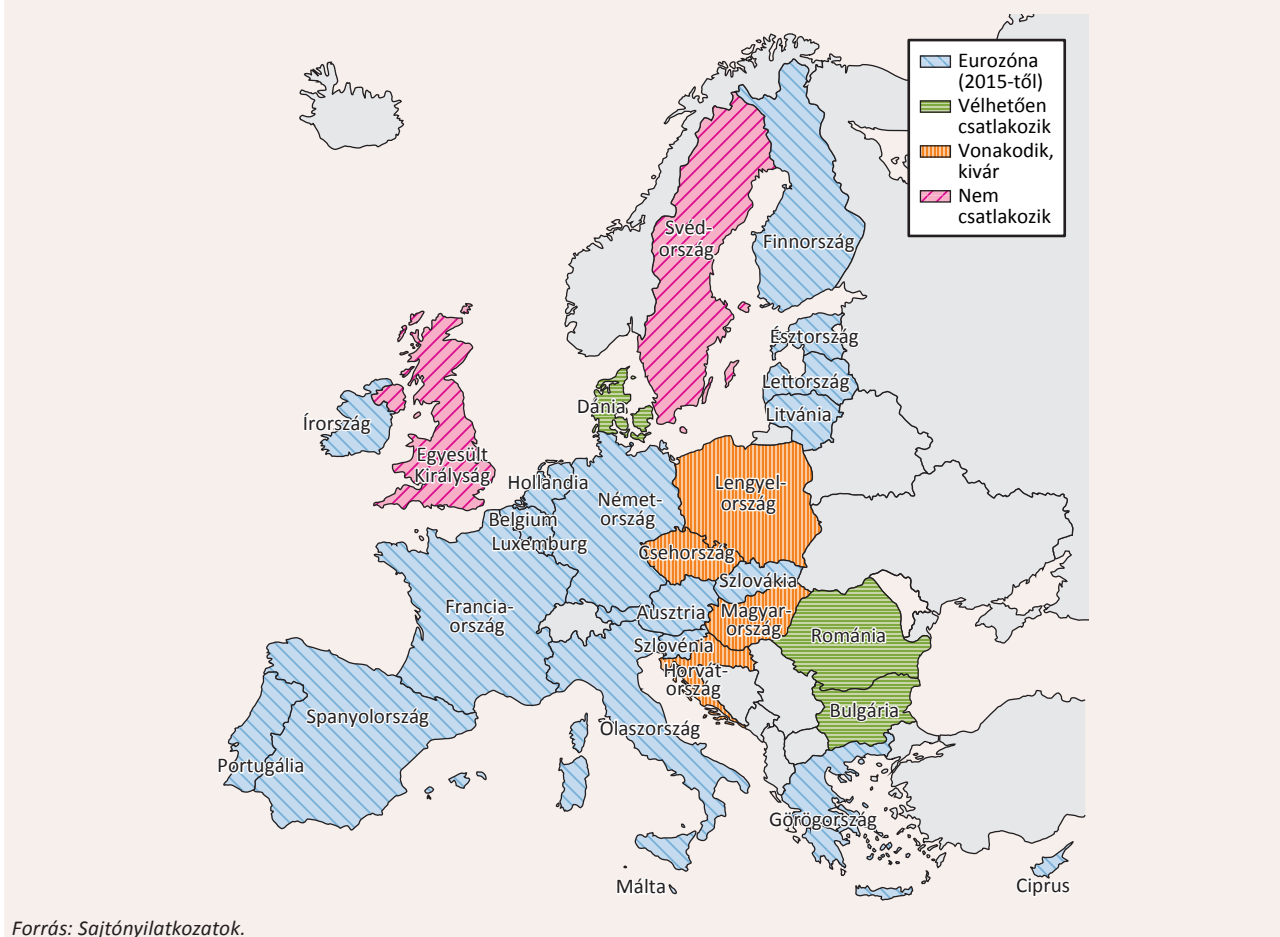 Eurozóna
(2015-től)
Vélhetően
csatlakozik
Vonakodik,
kivár
Nem
csatlakozik
Svéd-
ország
Finnország
Észtország
Lettország
Litvánia
Dánia
Írország
Egyesült
Királyság
Hollandia
Német-
ország
Lengyel-
ország
Belgium
Luxemburg
Csehország
Szlovákia
Francia-
ország
Ausztria
Magyar-
ország
Románia
Szlovénia
Horvát-
ország
Spanyolország
Olaszország
Bulgária
Portugália
Görögország
Málta
Ciprus
Forrás: Sajtónyilatkozatok.